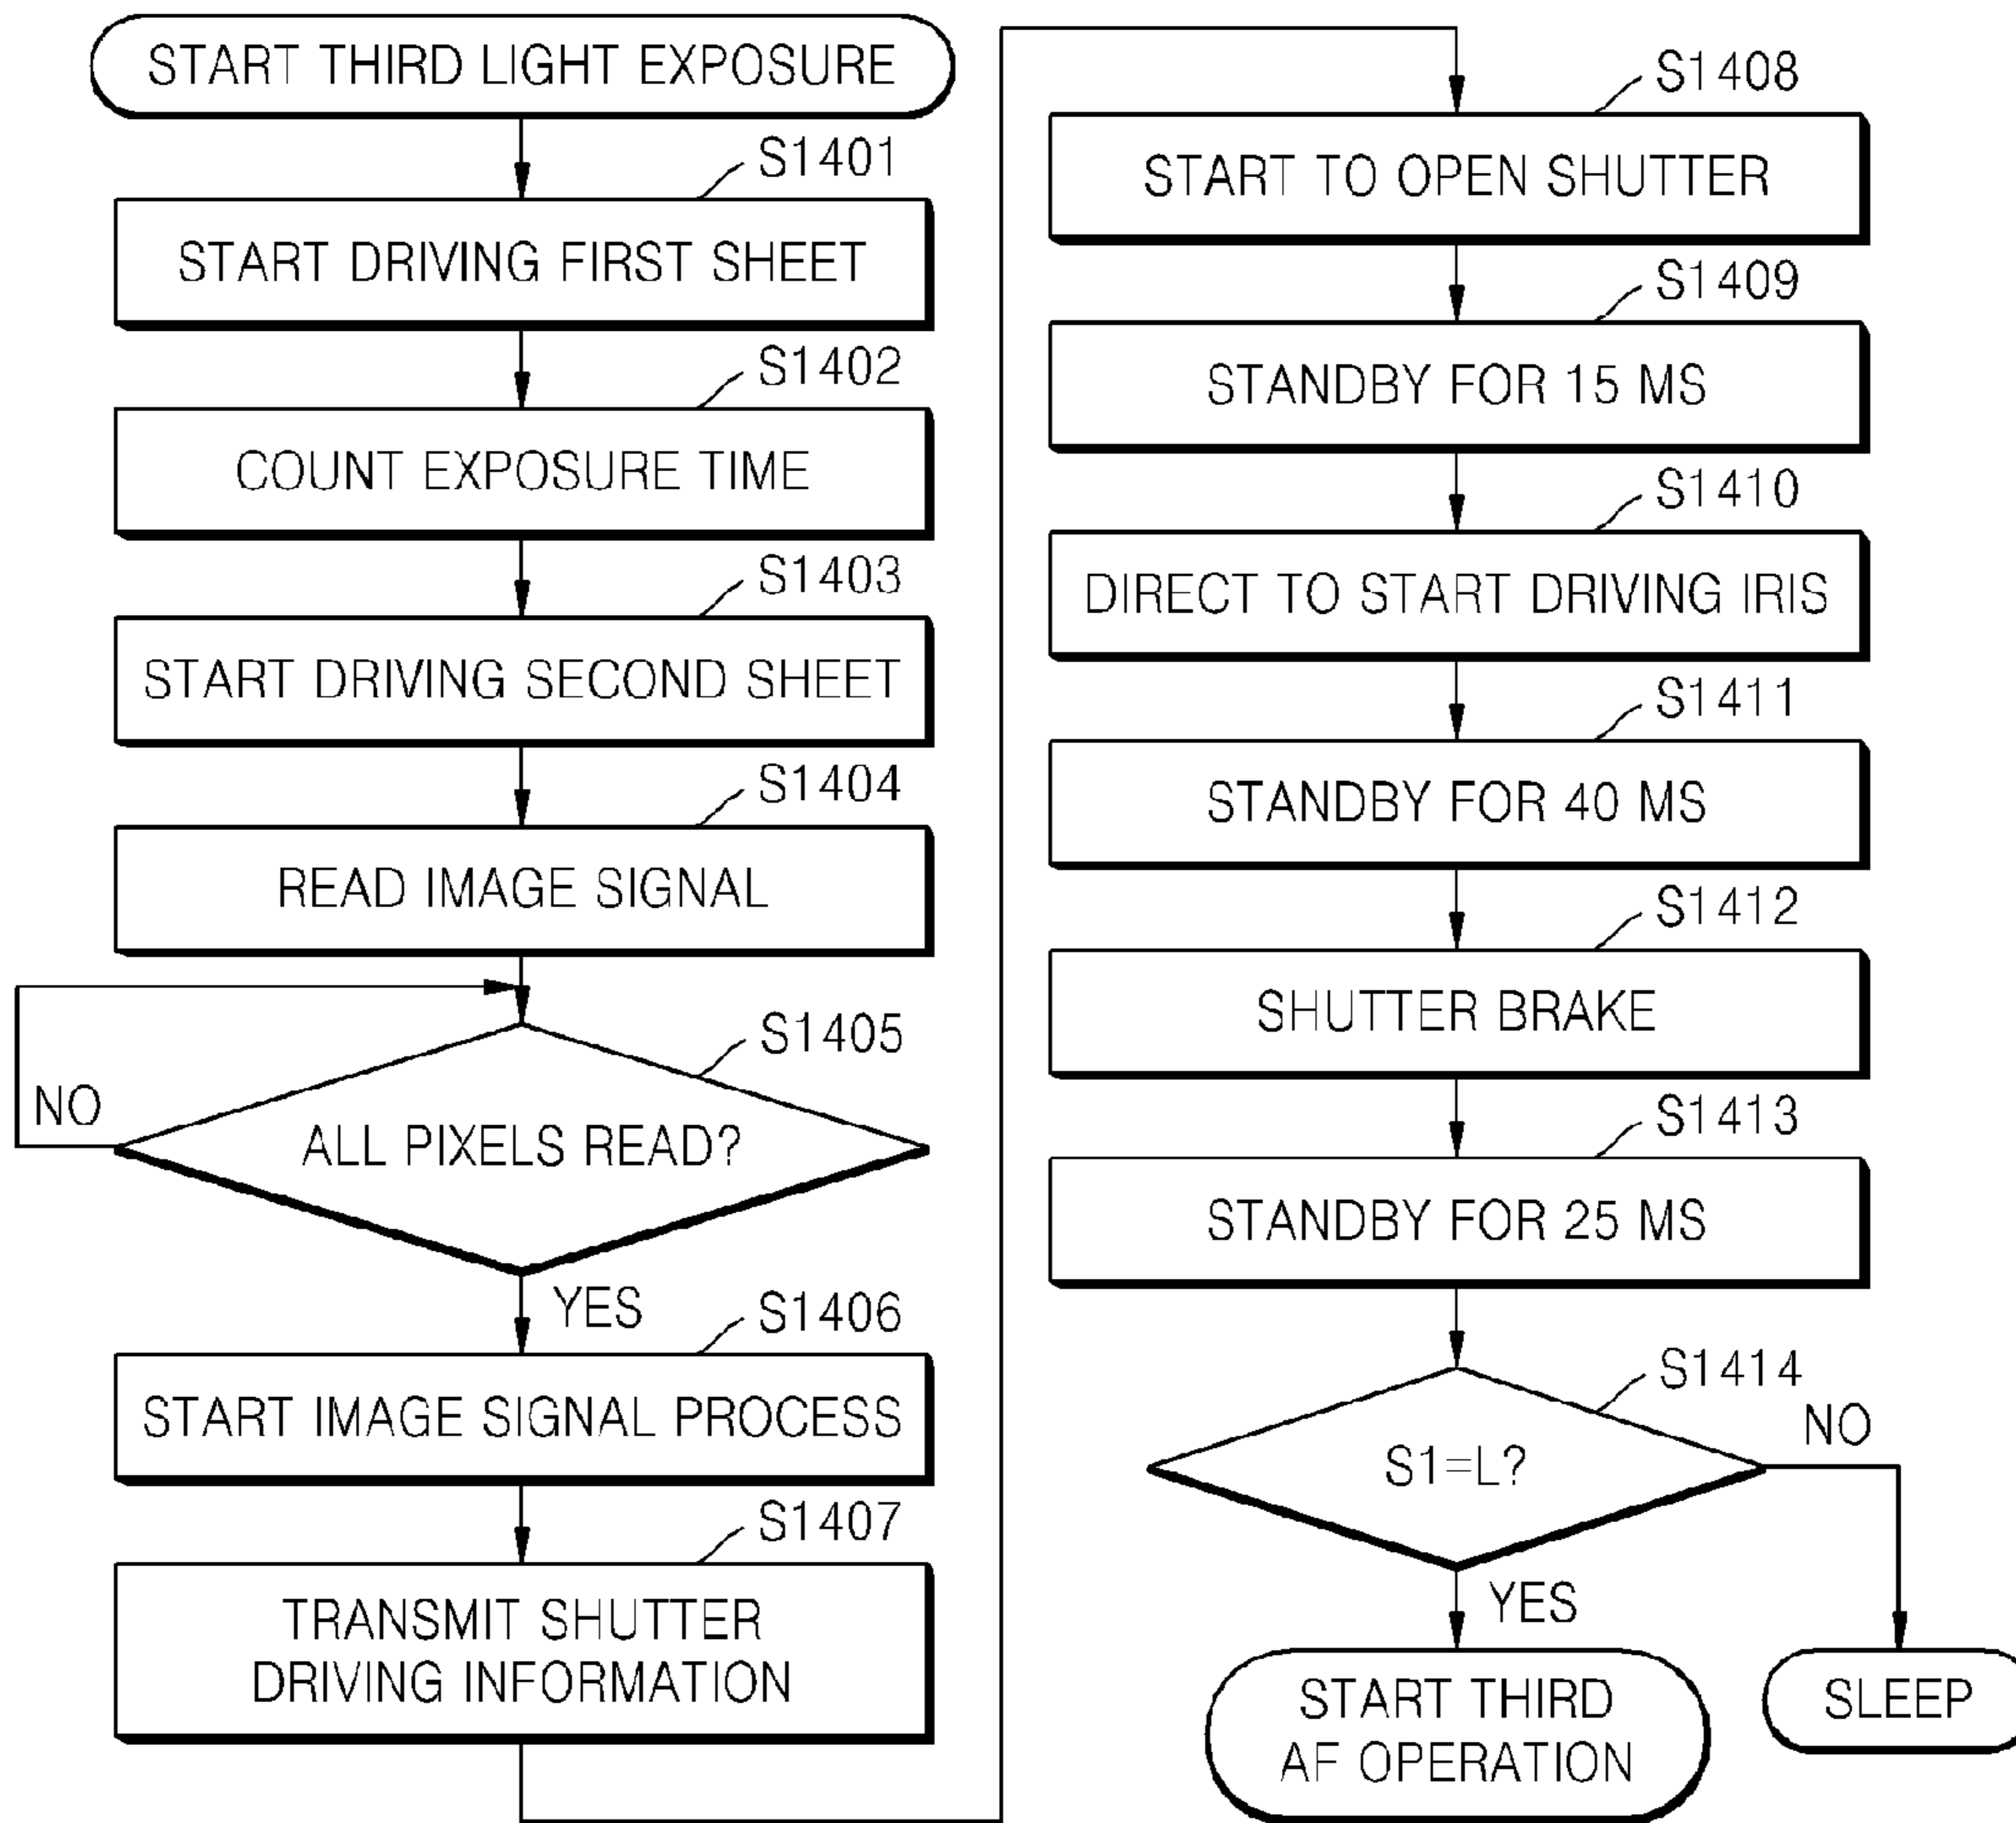 START THIRD LIGHT EXPOSURE
S1401
START DRIVING FIRST SHEET
S1402
COUNT EXPOSURE TIME
S1403
START DRIVING SECOND SHEET
S1404
READ IMAGE SIGNAL
S1405
NO
ALL PIXELS READ?
YES
S1406
START IMAGE SIGNAL PROCESS
S1407
TRANSMIT SHUTTER
DRIVING INFORMATION
S1408
START TO OPEN SHUTTER
S1409
STANDBY FOR 15 MS
S1410
DIRECT TO START DRIVING IRIS
S1411
STANDBY FOR 40 MS
S1412
SHUTTER BRAKE
S1413
STANDBY FOR 25 MS
S1414
NO
S1=L?
YES
START THIRD
AF OPERATION
SLEEP